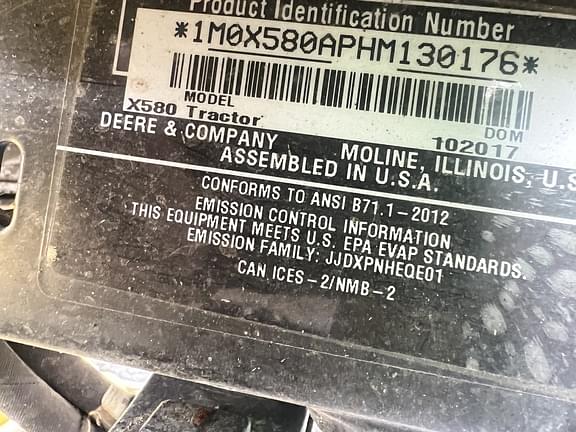 Product Identification Number
*1M0X580APHM130176*
MODEL
X580 Tractor
DOM
102017
DEERE & COMPANY MOLINE, ILLINOIS, U.S
ASSEMBLED IN U.S.A.
CONFORMS TO ANSI B71.1-2012
EMISSION CONTROL INFORMATION
THIS EQUIPMENT MEETS U.S. EPA EVAP STANDARDS.
EMISSION FAMILY: JJDXPNHEQE01
CAN ICES-2/NMB-2